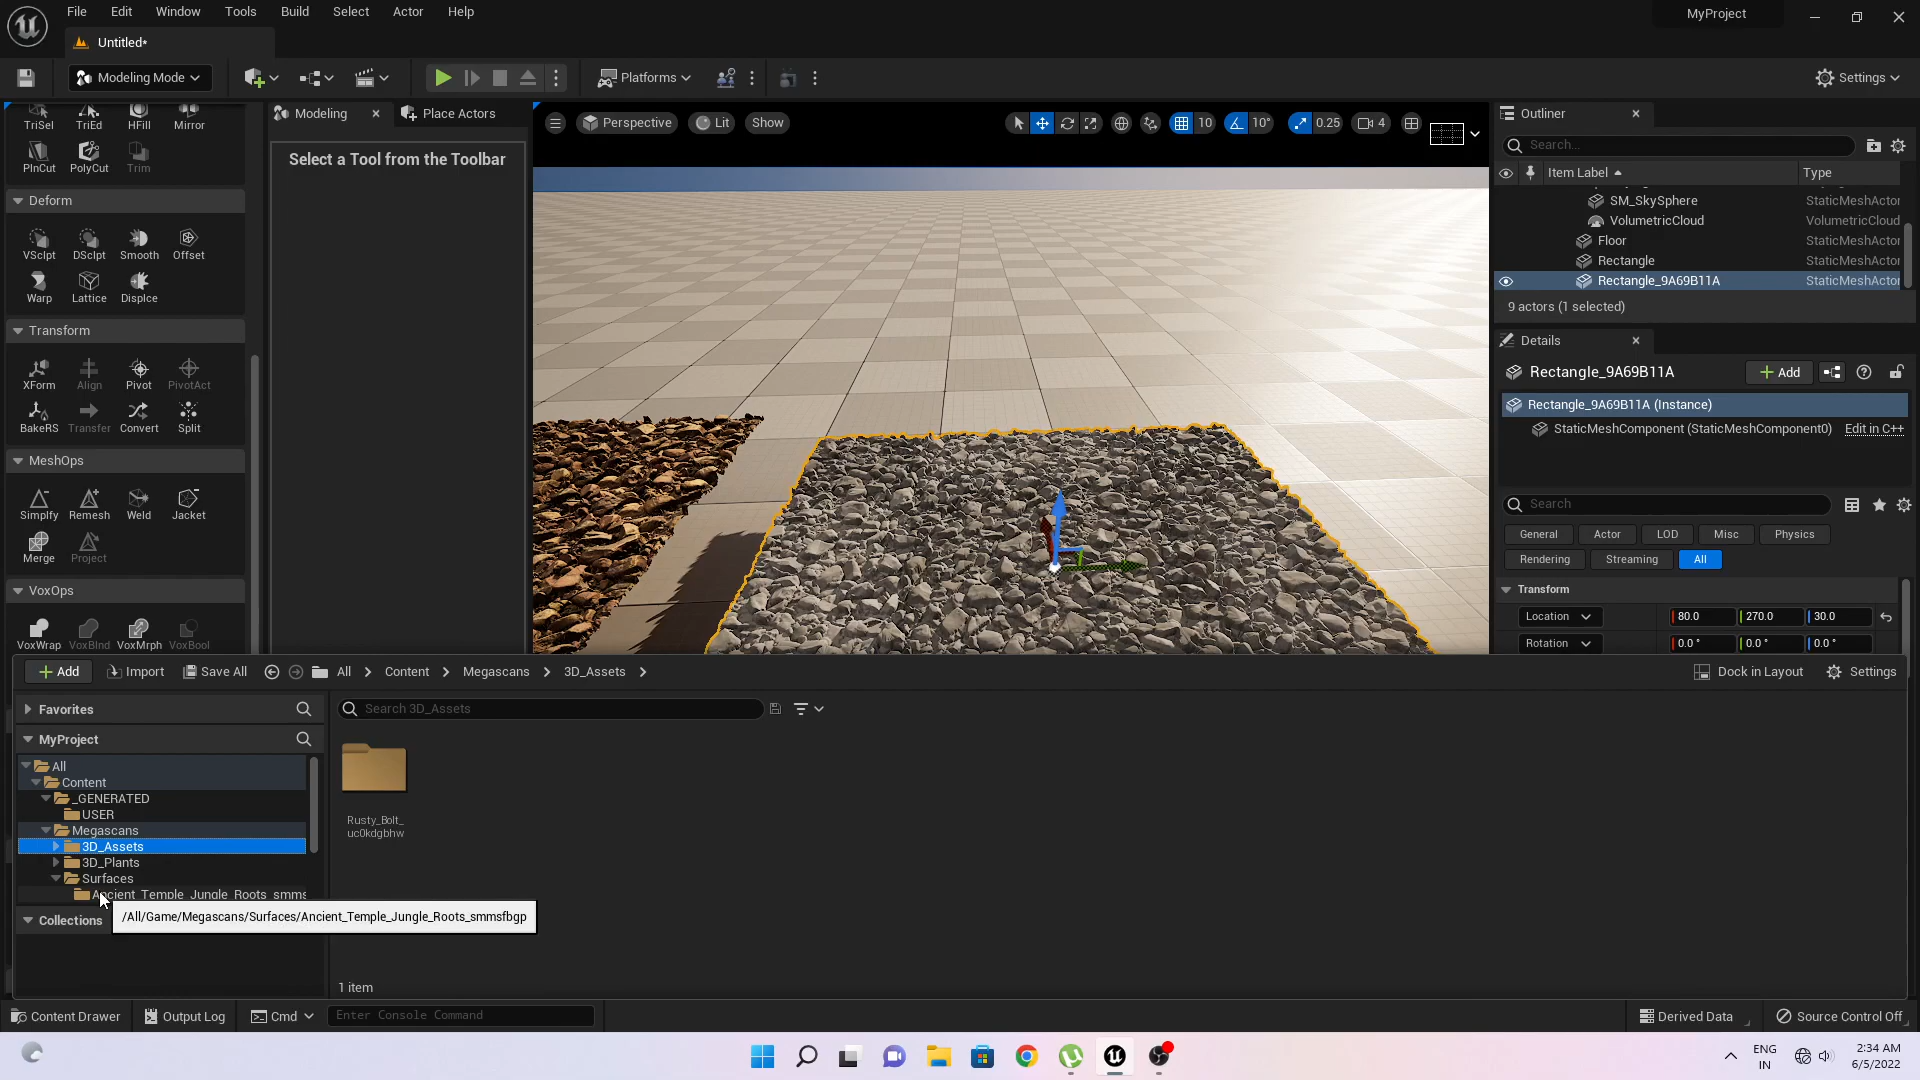 File Edit Window Tools Build Select Actor Help
MyProject
Untitled*
Modeling Mode
Platforms
Settings
TriSel TriEd HFill Mirror
PlnCut PolyCut Trim
Deform
VSclpt DSclpt Smooth Offset
Warp Lattice Displce
Transform
XForm Align Pivot PivotAct
BakeRS Transfer Convert Split
MeshOps
Simplfy Remesh Weld Jacket
Merge Project
VoxOps
VoxWrap VoxBlnd VoxMrph VoxBool
Modeling Place Actors
Select a Tool from the Toolbar
Perspective Lit Show
10 10° 0.25 4
Outliner
Search...
Item Label Type
SM_SkySphere StaticMeshActor
VolumetricCloud VolumetricCloud
Floor StaticMeshActor
Rectangle StaticMeshActor
Rectangle_9A69B11A StaticMeshActor
9 actors (1 selected)
Details
Rectangle_9A69B11A
Add
Rectangle_9A69B11A (Instance)
StaticMeshComponent (StaticMeshComponent0) Edit in C++
Search
General Actor LOD Misc Physics
Rendering Streaming All
Transform
Location 80.0 270.0 30.0
Rotation 0.0 ° 0.0 ° 0.0 °
Add Import Save All All Content Megascans 3D_Assets
Dock in Layout Settings
Favorites
MyProject
All
Content
_GENERATED
USER
Megascans
3D_Assets
3D_Plants
Surfaces
Ancient_Temple_Jungle_Roots_smms
Collections
/All/Game/Megascans/Surfaces/Ancient_Temple_Jungle_Roots_smmsfbgp
Search 3D_Assets
Rusty_Bolt_
uc0kdgbhw
1 item
Content Drawer Output Log Cmd Enter Console Command
Derived Data Source Control Off
ENG
IN
2:34 AM
6/5/2022